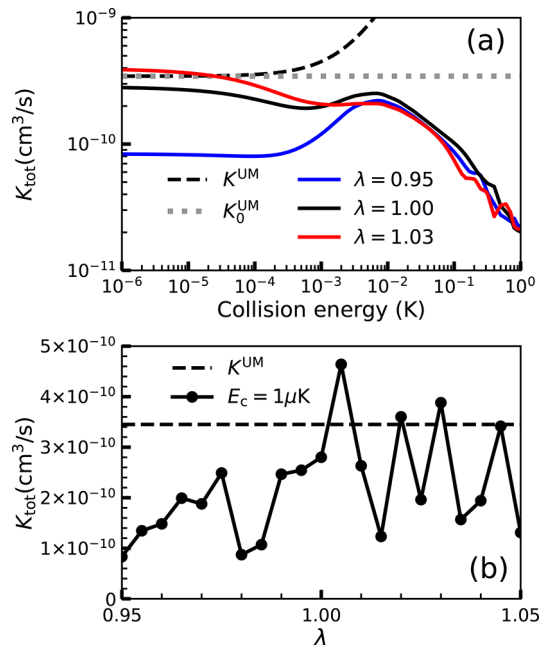 10⁻⁹
(a)
K_tot(cm³/s)
10⁻¹⁰
K^UM
λ = 0.95
K₀^UM
λ = 1.00
λ = 1.03
10⁻¹¹
10⁻⁶ 10⁻⁵ 10⁻⁴ 10⁻³ 10⁻² 10⁻¹ 10⁰
Collision energy (K)
5×10⁻¹⁰
K^UM
E_c = 1μK
4×10⁻¹⁰
3×10⁻¹⁰
K_tot(cm³/s)
2×10⁻¹⁰
1×10⁻¹⁰
(b)
0
0.95 1.00 1.05
λ